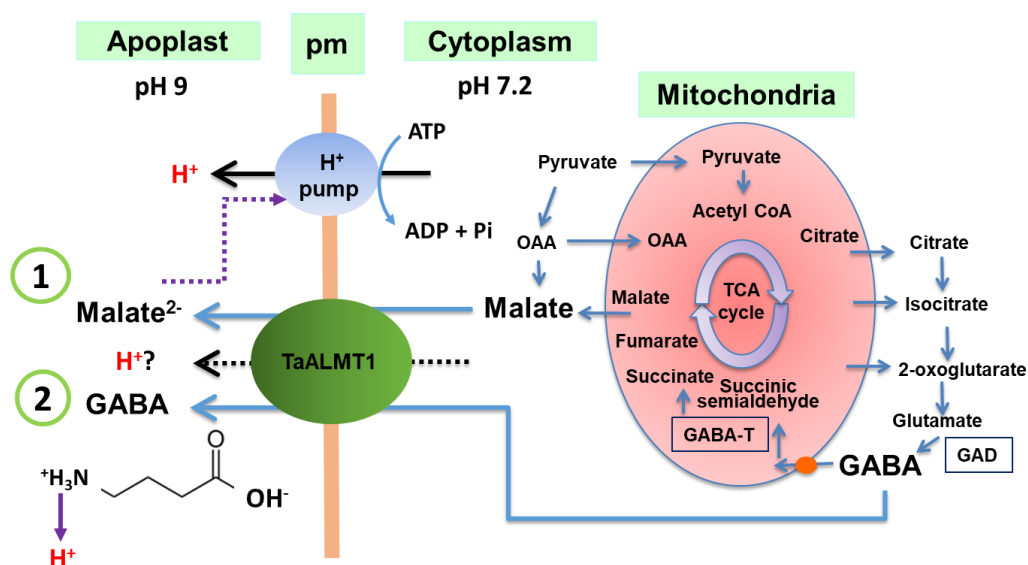 Apoplast
pH 9
pm
Cytoplasm
pH 7.2
Mitochondria
ATP
H⁺
pump
H⁺
ADP + Pi
1
Malate²⁻
H⁺?
2
GABA
TaALMT1
Pyruvate
OAA
Malate
Pyruvate
Acetyl CoA
OAA
Citrate
Malate
TCA
cycle
Fumarate
Succinate
Succinic
semialdehyde
GABA-T
Citrate
Isocitrate
2-oxoglutarate
Glutamate
GAD
GABA
⁺H₃N
O
OH⁻
H⁺